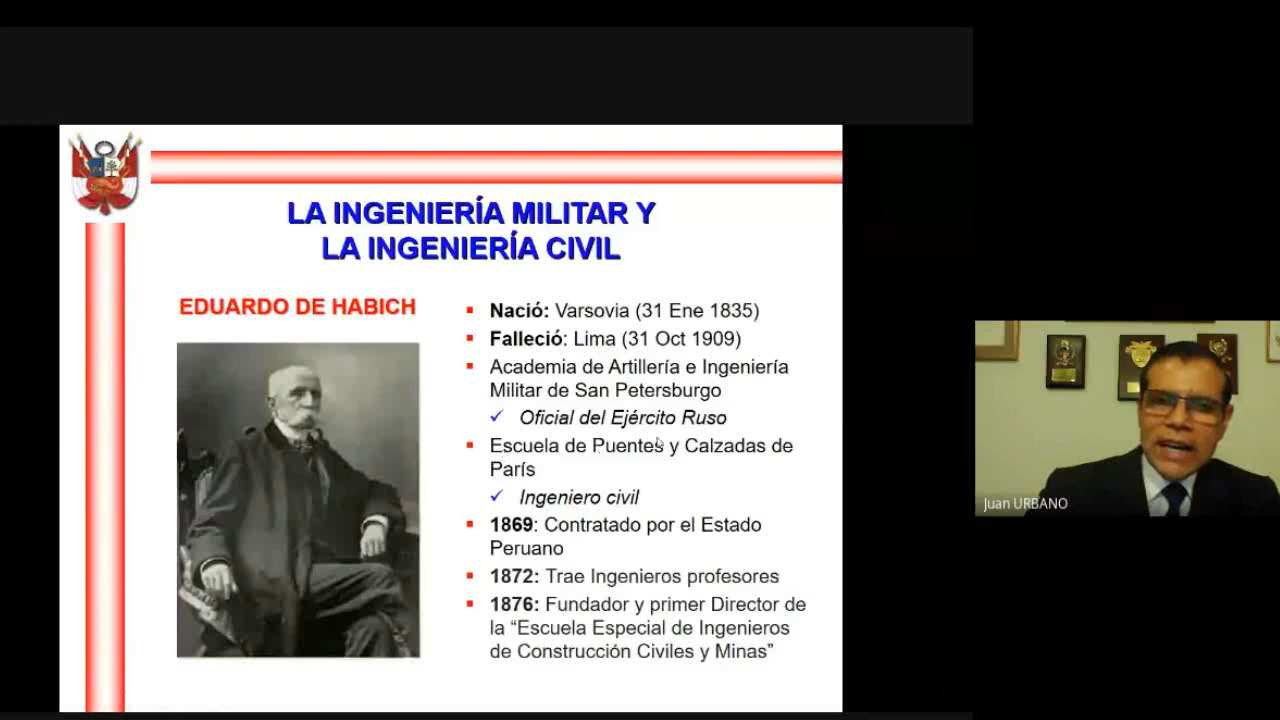 LA INGENIERÍA MILITAR Y
LA INGENIERÍA CIVIL
EDUARDO DE HABICH
Nació: Varsovia (31 Ene 1835)
Falleció: Lima (31 Oct 1909)
Academia de Artillería e Ingeniería
Militar de San Petersburgo
Oficial del Ejército Ruso
Escuela de Puentes y Calzadas de
París
Ingeniero civil
1869: Contratado por el Estado
Peruano
1872: Trae Ingenieros profesores
1876: Fundador y primer Director de
la “Escuela Especial de Ingenieros
de Construcción Civiles y Minas”
Juan URBANO